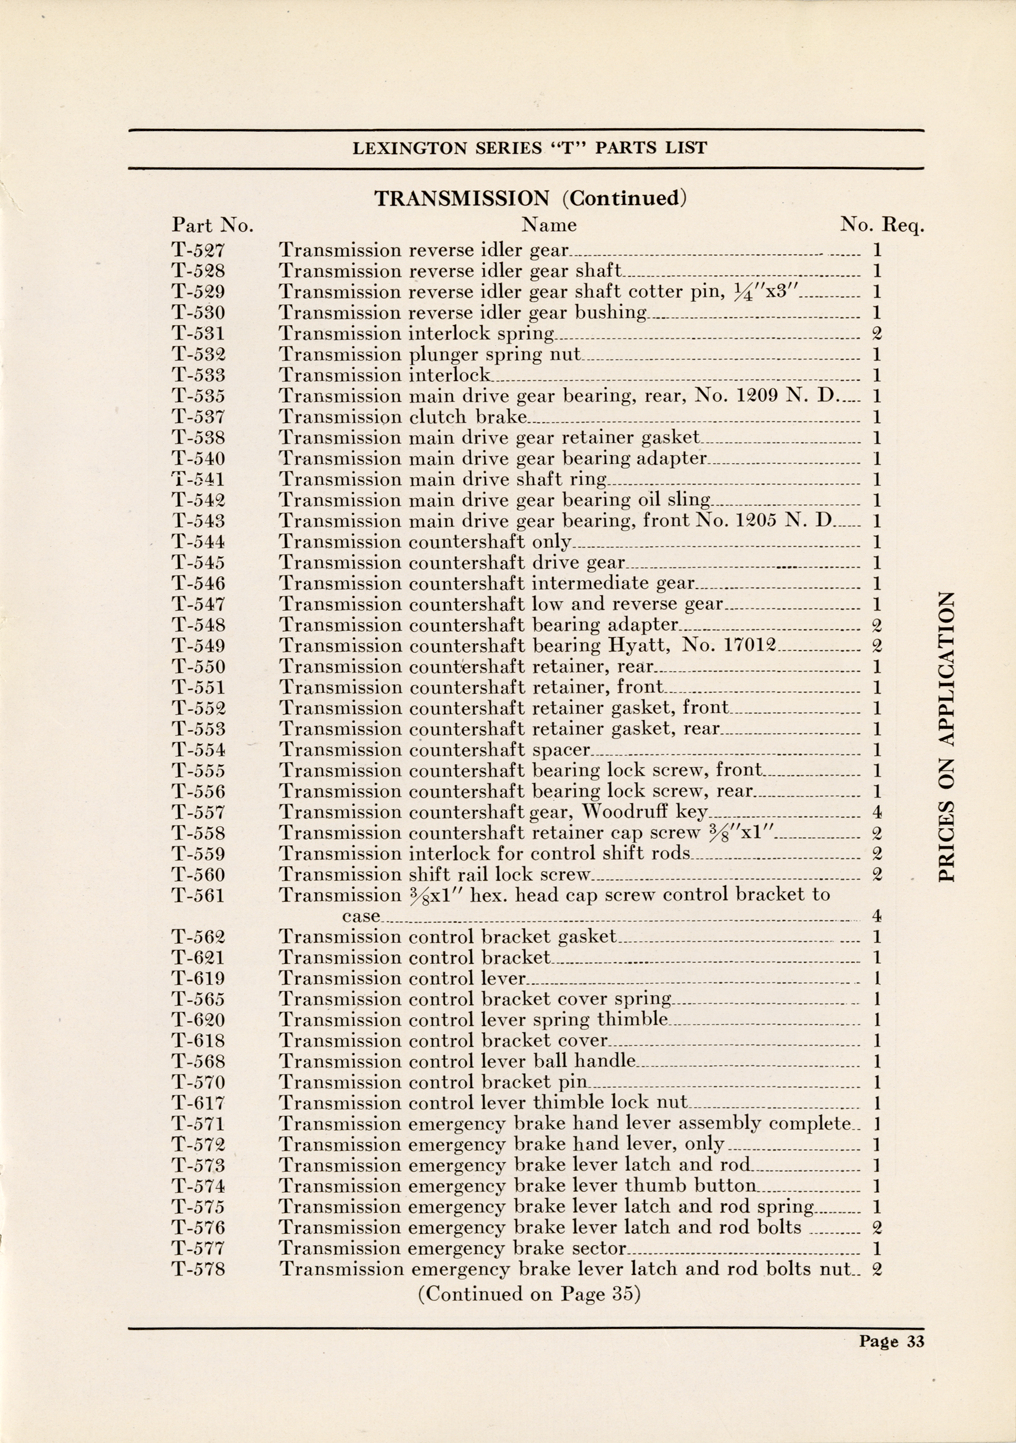 LEXINGTON SERIES “T” PARTS LIST
TRANSMISSION (Continued)
Part No. Name No. Req.
T-527 Transmission reverse idler gear 1
T-528 Transmission reverse idler gear shaft 1
T-529 Transmission reverse idler gear shaft cotter pin, ¼"x3" 1
T-530 Transmission reverse idler gear bushing 1
T-531 Transmission interlock spring 2
T-532 Transmission plunger spring nut 1
T-533 Transmission interlock 1
T-535 Transmission main drive gear bearing, rear, No. 1209 N. D. 1
T-537 Transmission clutch brake 1
T-538 Transmission main drive gear retainer gasket 1
T-540 Transmission main drive gear bearing adapter 1
T-541 Transmission main drive shaft ring 1
T-542 Transmission main drive gear bearing oil sling 1
T-543 Transmission main drive gear bearing, front No. 1205 N. D. 1
T-544 Transmission countershaft only 1
T-545 Transmission countershaft drive gear 1
T-546 Transmission countershaft intermediate gear 1
T-547 Transmission countershaft low and reverse gear 1
T-548 Transmission countershaft bearing adapter 2
T-549 Transmission countershaft bearing Hyatt, No. 17012 2
T-550 Transmission countershaft retainer, rear 1
T-551 Transmission countershaft retainer, front 1
T-552 Transmission countershaft retainer gasket, front 1
T-553 Transmission countershaft retainer gasket, rear 1
T-554 Transmission countershaft spacer 1
T-555 Transmission countershaft bearing lock screw, front 1
T-556 Transmission countershaft bearing lock screw, rear 1
T-557 Transmission countershaft gear, Woodruff key 4
T-558 Transmission countershaft retainer cap screw ⅜"x1" 2
T-559 Transmission interlock for control shift rods 2
T-560 Transmission shift rail lock screw 2
T-561 Transmission ⅜x1" hex. head cap screw control bracket to
case 4
T-562 Transmission control bracket gasket 1
T-621 Transmission control bracket 1
T-619 Transmission control lever 1
T-565 Transmission control bracket cover spring 1
T-620 Transmission control lever spring thimble 1
T-618 Transmission control bracket cover 1
T-568 Transmission control lever ball handle 1
T-570 Transmission control bracket pin 1
T-617 Transmission control lever thimble lock nut 1
T-571 Transmission emergency brake hand lever assembly complete 1
T-572 Transmission emergency brake hand lever, only 1
T-573 Transmission emergency brake lever latch and rod 1
T-574 Transmission emergency brake lever thumb button 1
T-575 Transmission emergency brake lever latch and rod spring 1
T-576 Transmission emergency brake lever latch and rod bolts 2
T-577 Transmission emergency brake sector 1
T-578 Transmission emergency brake lever latch and rod bolts nut 2
(Continued on Page 35)
Page 33
PRICES ON APPLICATION